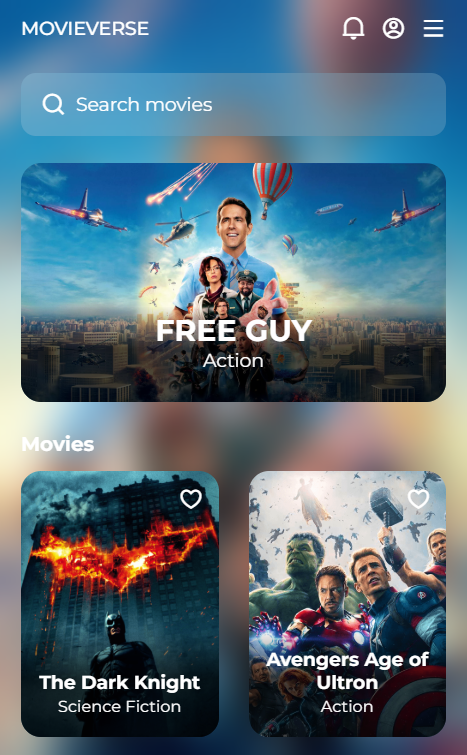 MOVIEVERSE
Search movies
FREE GUY
Action
Movies
The Dark Knight
Science Fiction
Avengers Age of
Ultron
Action